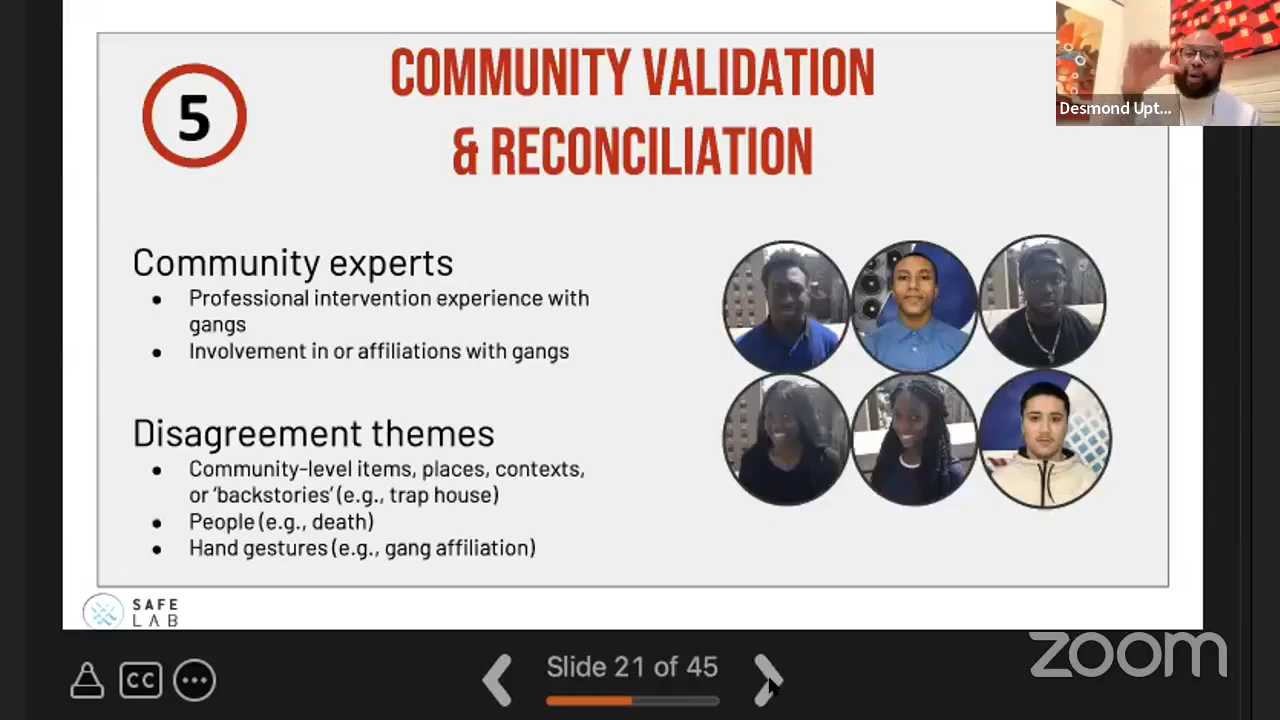 5
COMMUNITY VALIDATION
& RECONCILIATION
Desmond Upt...
Community experts
● Professional intervention experience with
gangs
● Involvement in or affiliations with gangs
Disagreement themes
● Community-level items, places, contexts,
or ‘backstories’ (e.g., trap house)
● People (e.g., death)
● Hand gestures (e.g., gang affiliation)
SAFE
LAB
CC
Slide 21 of 45
zoom